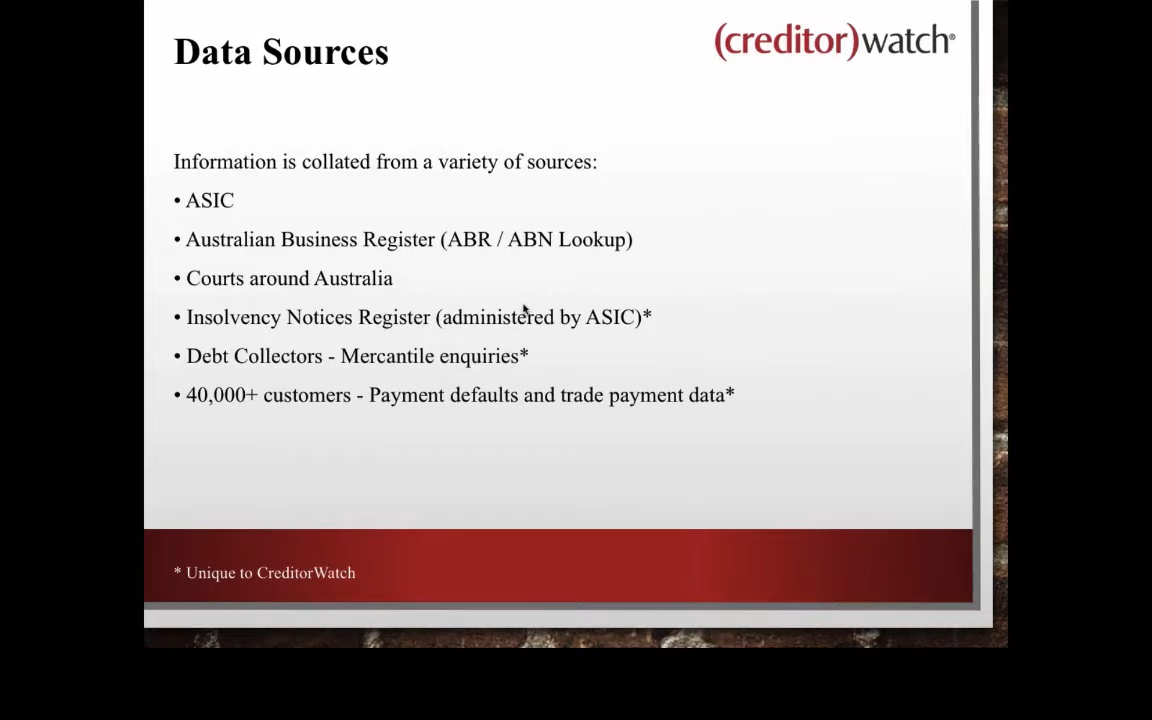 Data Sources
(creditor)watch®
Information is collated from a variety of sources:
• ASIC
• Australian Business Register (ABR / ABN Lookup)
• Courts around Australia
• Insolvency Notices Register (administered by ASIC)*
• Debt Collectors - Mercantile enquiries*
• 40,000+ customers - Payment defaults and trade payment data*
* Unique to CreditorWatch